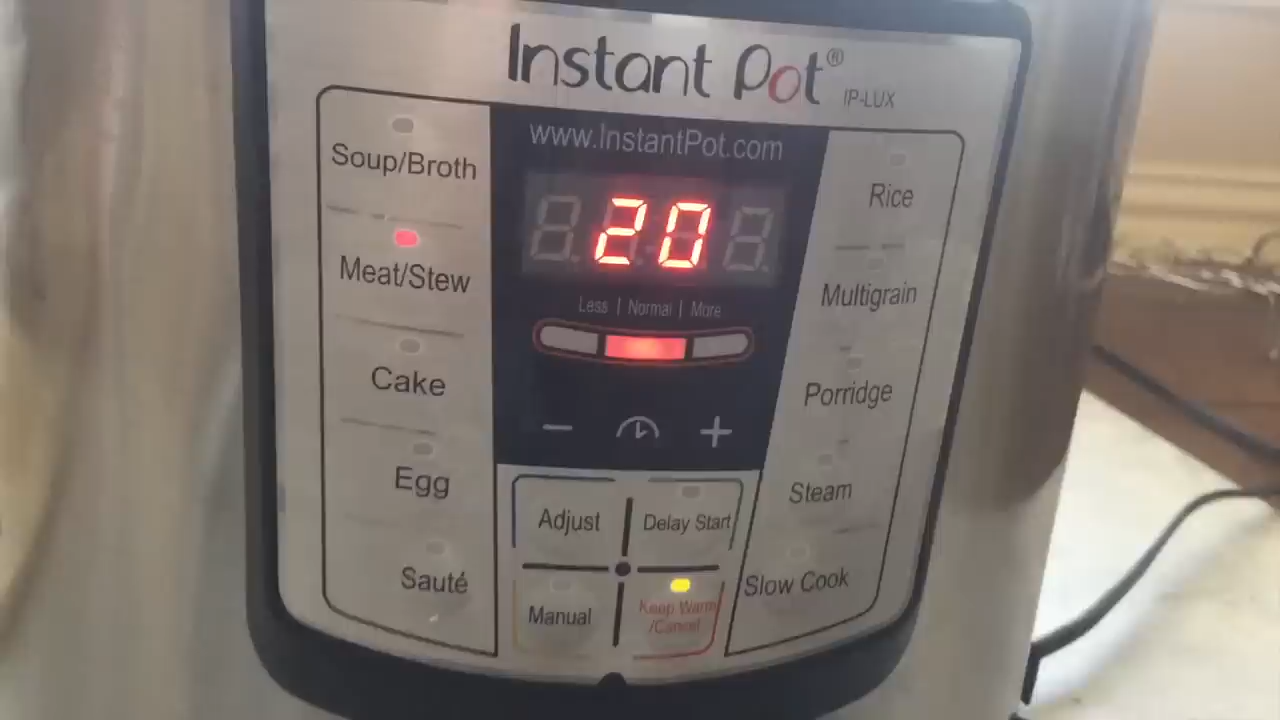 Instant Pot® IP-LUX
www.InstantPot.com
20
Less | Normal | More
Soup/Broth
Meat/Stew
Cake
Egg
Sauté
Rice
Multigrain
Porridge
Steam
Slow Cook
Adjust
Delay Start
Manual
Keep Warm
/Cancel